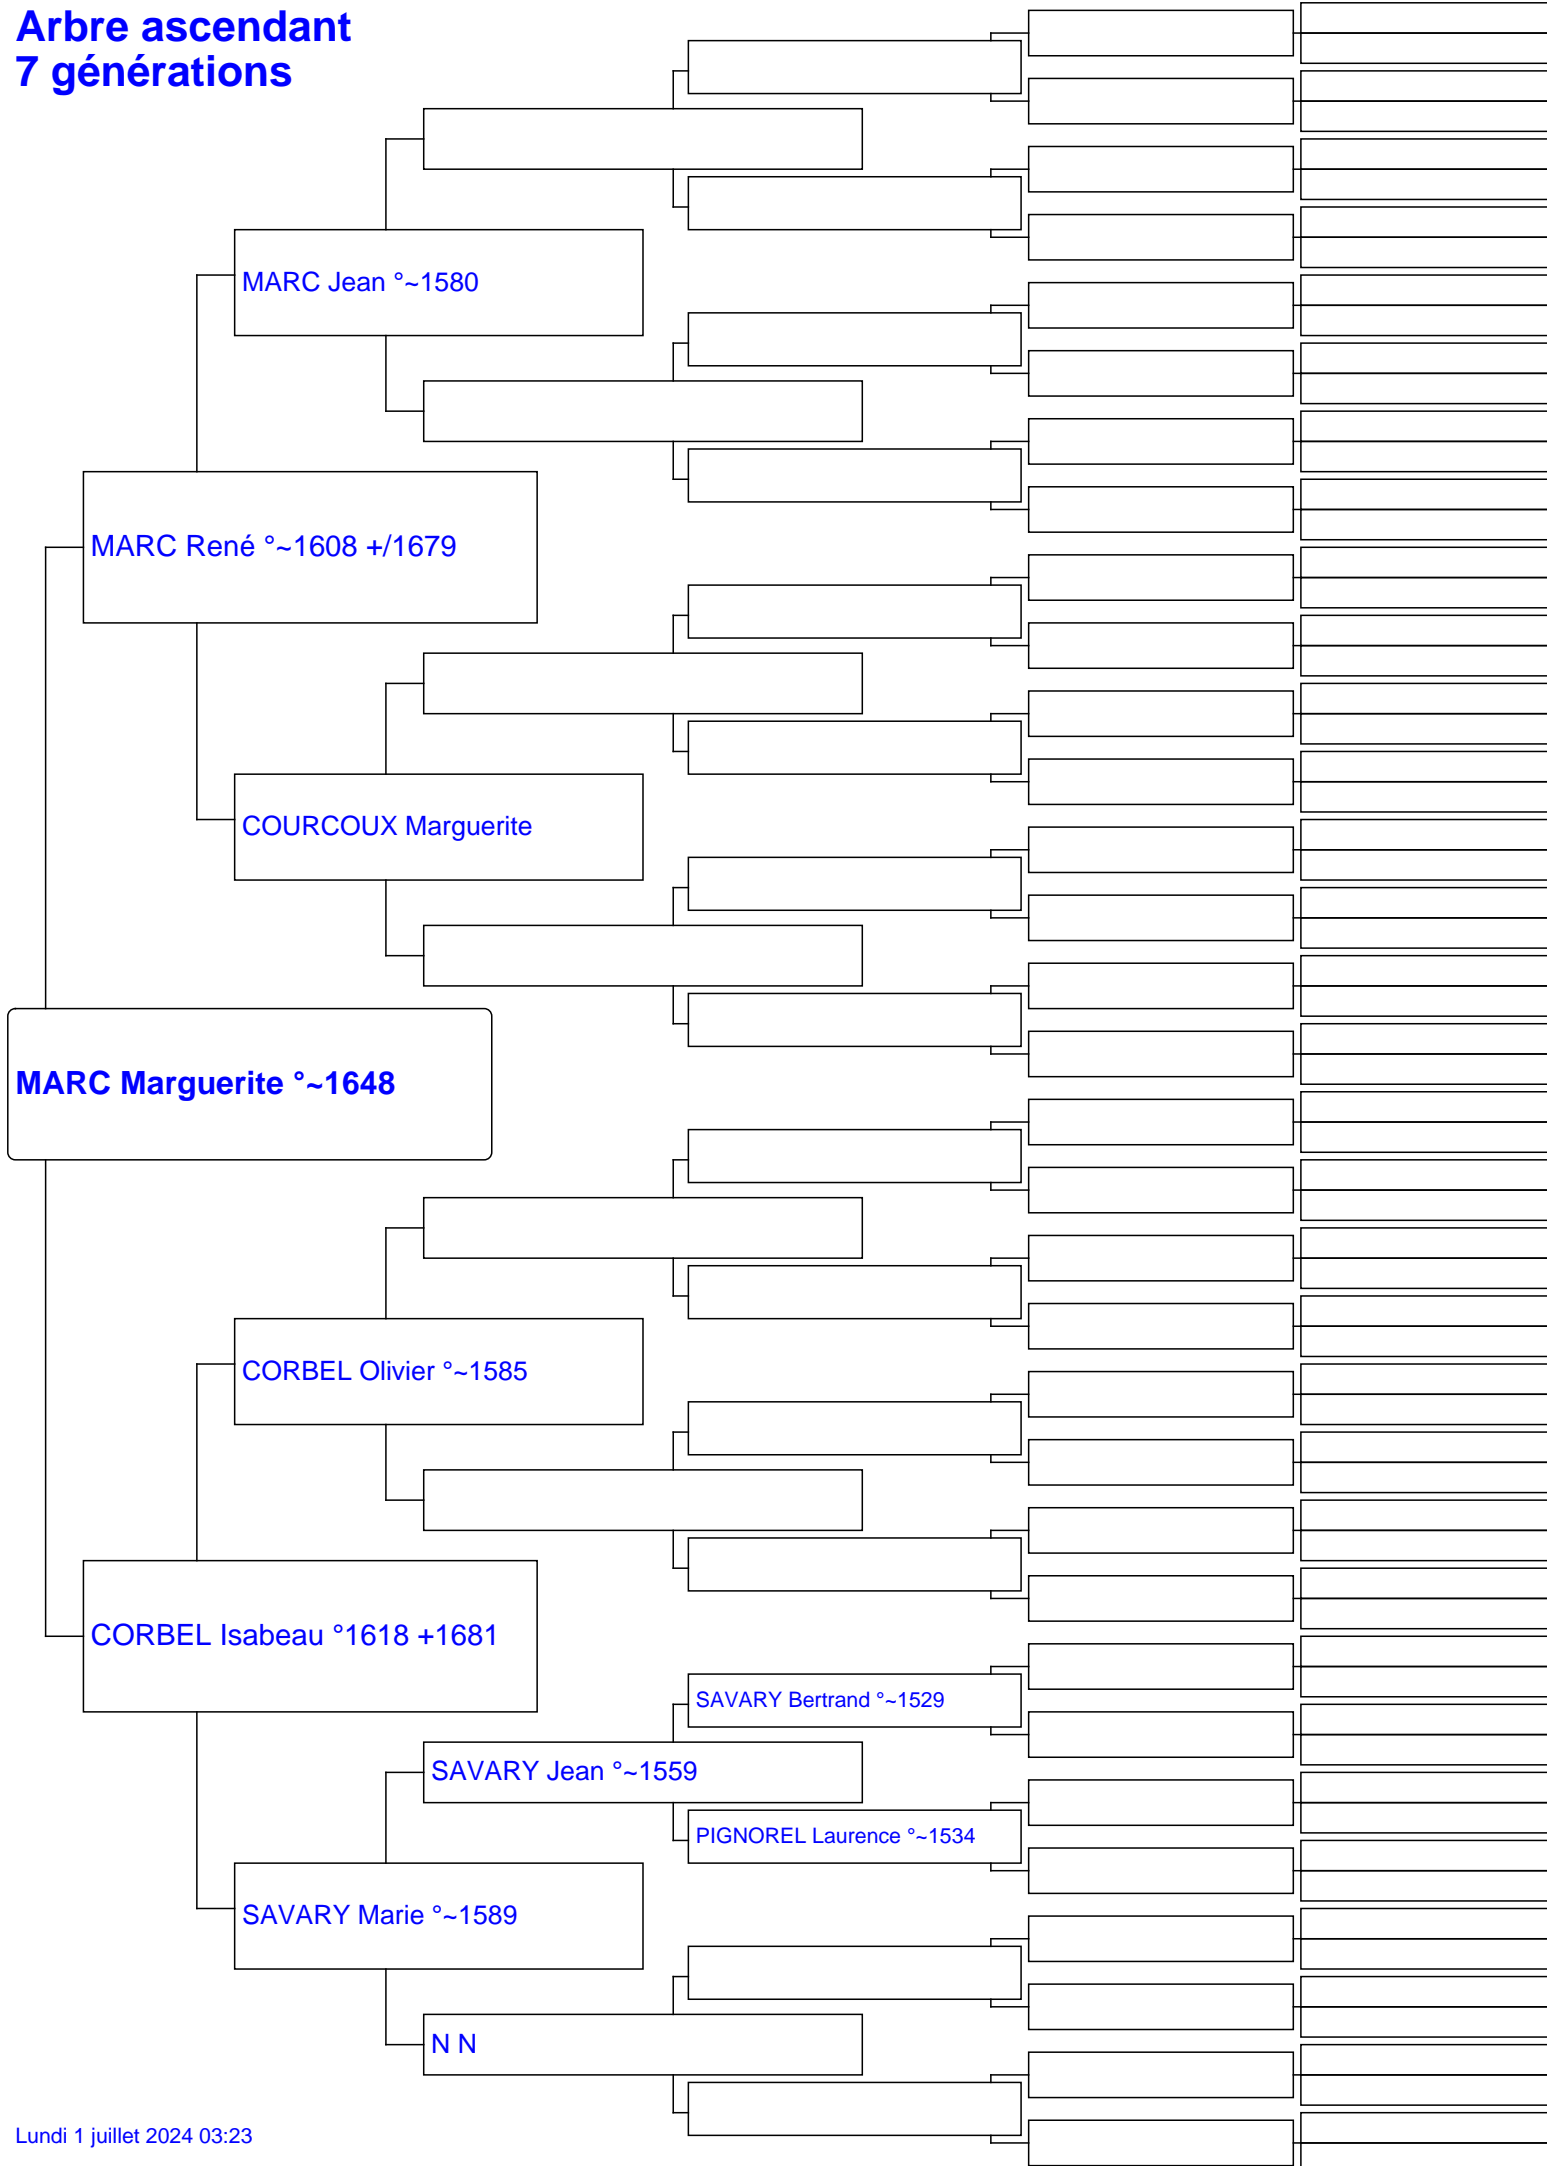 Arbre ascendant
7 générations
MARC Jean °~1580
MARC René °~1608 +/1679
COURCOUX Marguerite
MARC Marguerite °~1648
CORBEL Olivier °~1585
CORBEL Isabeau °1618 +1681
SAVARY Bertrand °~1529
SAVARY Jean °~1559
PIGNOREL Laurence °~1534
SAVARY Marie °~1589
N N
Lundi 1 juillet 2024 03:23